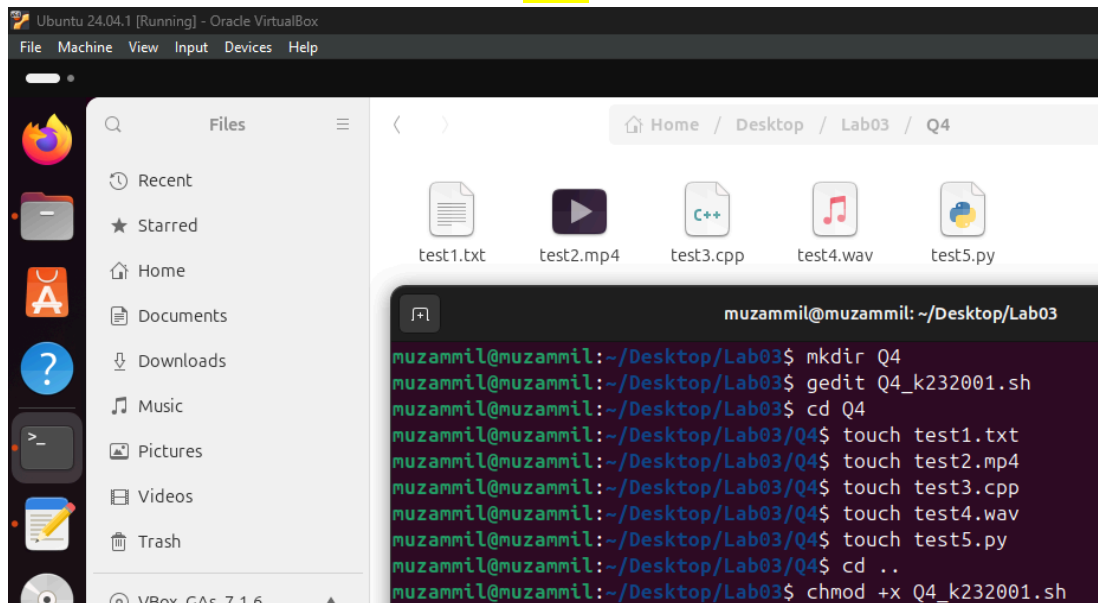 Ubuntu 24.04.1 [Running] - Oracle VirtualBox
File Machine View Input Devices Help
Files
Home / Desktop / Lab03 / Q4
Recent
Starred
Home
Documents
Downloads
Music
Pictures
Videos
Trash
VBox_GAs_7.1.6
test1.txt test2.mp4 test3.cpp test4.wav test5.py
C++
muzammil@muzammil: ~/Desktop/Lab03
muzammil@muzammil:~/Desktop/Lab03$ mkdir Q4
muzammil@muzammil:~/Desktop/Lab03$ gedit Q4_k232001.sh
muzammil@muzammil:~/Desktop/Lab03$ cd Q4
muzammil@muzammil:~/Desktop/Lab03/Q4$ touch test1.txt
muzammil@muzammil:~/Desktop/Lab03/Q4$ touch test2.mp4
muzammil@muzammil:~/Desktop/Lab03/Q4$ touch test3.cpp
muzammil@muzammil:~/Desktop/Lab03/Q4$ touch test4.wav
muzammil@muzammil:~/Desktop/Lab03/Q4$ touch test5.py
muzammil@muzammil:~/Desktop/Lab03/Q4$ cd ..
muzammil@muzammil:~/Desktop/Lab03$ chmod +x Q4_k232001.sh